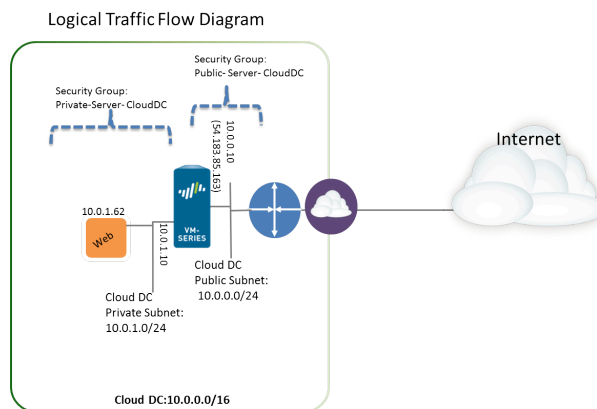 Logical Traffic Flow Diagram
Security Group:
Public- Server- CloudDC
Security Group:
Private-Server- CloudDC
10.0.0.10
(54.183.85.163)
Internet
10.0.1.62
Web
10.0.1.10
VM-
SERIES
Cloud DC
Public Subnet:
10.0.0.0/24
Cloud DC
Private Subnet:
10.0.1.0/24
Cloud DC:10.0.0.0/16